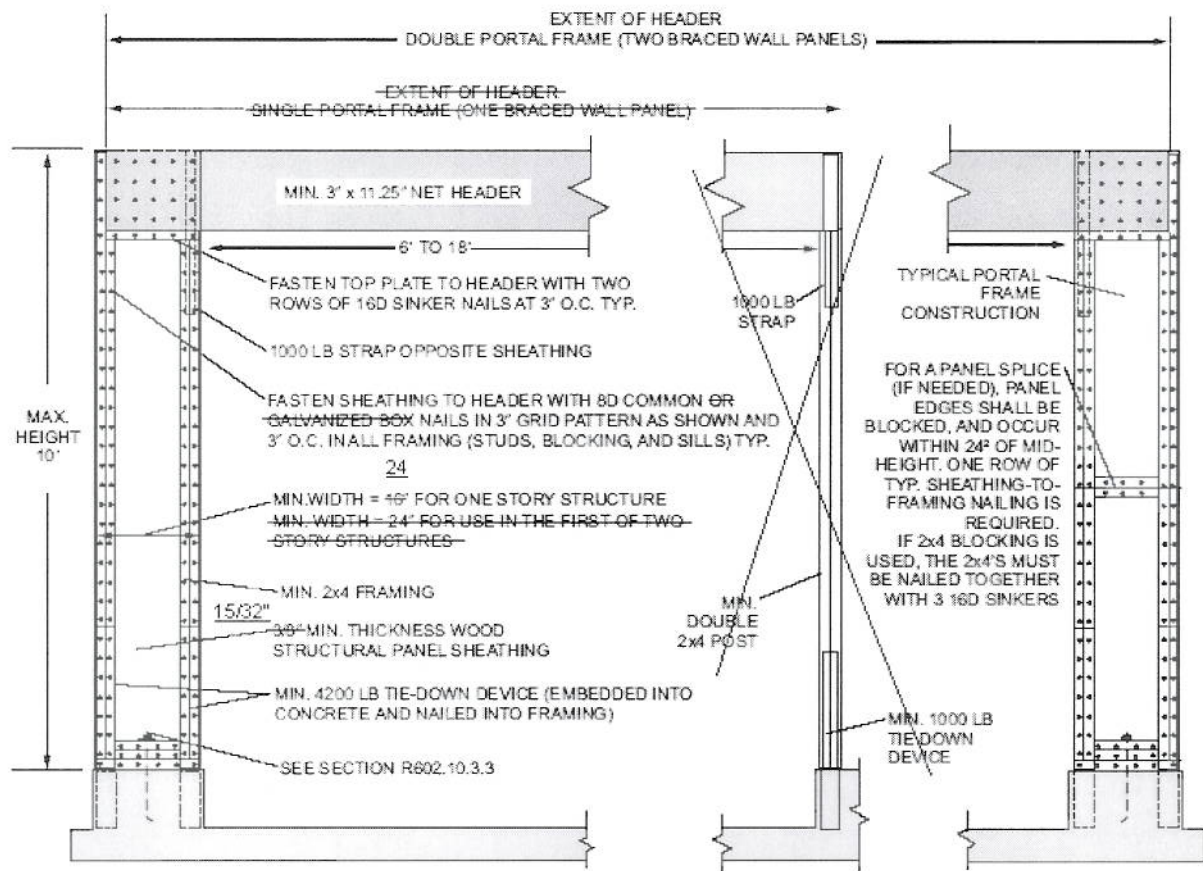 EXTENT OF HEADER
DOUBLE PORTAL FRAME (TWO BRACED WALL PANELS)
EXTENT OF HEADER
SINGLE PORTAL FRAME (ONE BRACED WALL PANEL)
MIN. 3" x 11.25" NET HEADER
6' TO 18'
FASTEN TOP PLATE TO HEADER WITH TWO
ROWS OF 16D SINKER NAILS AT 3" O.C. TYP.
1000 LB STRAP OPPOSITE SHEATHING
FASTEN SHEATHING TO HEADER WITH 8D COMMON OR
GALVANIZED BOX NAILS IN 3" GRID PATTERN AS SHOWN AND
3" O.C. IN ALL FRAMING (STUDS, BLOCKING, AND SILLS) TYP.
24
MIN.WIDTH = 16" FOR ONE STORY STRUCTURE
MIN. WIDTH = 24" FOR USE IN THE FIRST OF TWO
STORY STRUCTURES
MIN. 2x4 FRAMING
15/32"
3/8" MIN. THICKNESS WOOD
STRUCTURAL PANEL SHEATHING
MIN. 4200 LB TIE-DOWN DEVICE (EMBEDDED INTO
CONCRETE AND NAILED INTO FRAMING)
SEE SECTION R602.10.3.3
MAX.
HEIGHT
10'
1000 LB
STRAP
MIN.
DOUBLE
2x4 POST
MIN. 1000 LB
TIE-DOWN
DEVICE
TYPICAL PORTAL
FRAME
CONSTRUCTION
FOR A PANEL SPLICE
(IF NEEDED), PANEL
EDGES SHALL BE
BLOCKED, AND OCCUR
WITHIN 24" OF MID-
HEIGHT. ONE ROW OF
TYP. SHEATHING-TO-
FRAMING NAILING IS
REQUIRED.
IF 2x4 BLOCKING IS
USED, THE 2x4'S MUST
BE NAILED TOGETHER
WITH 3 16D SINKERS